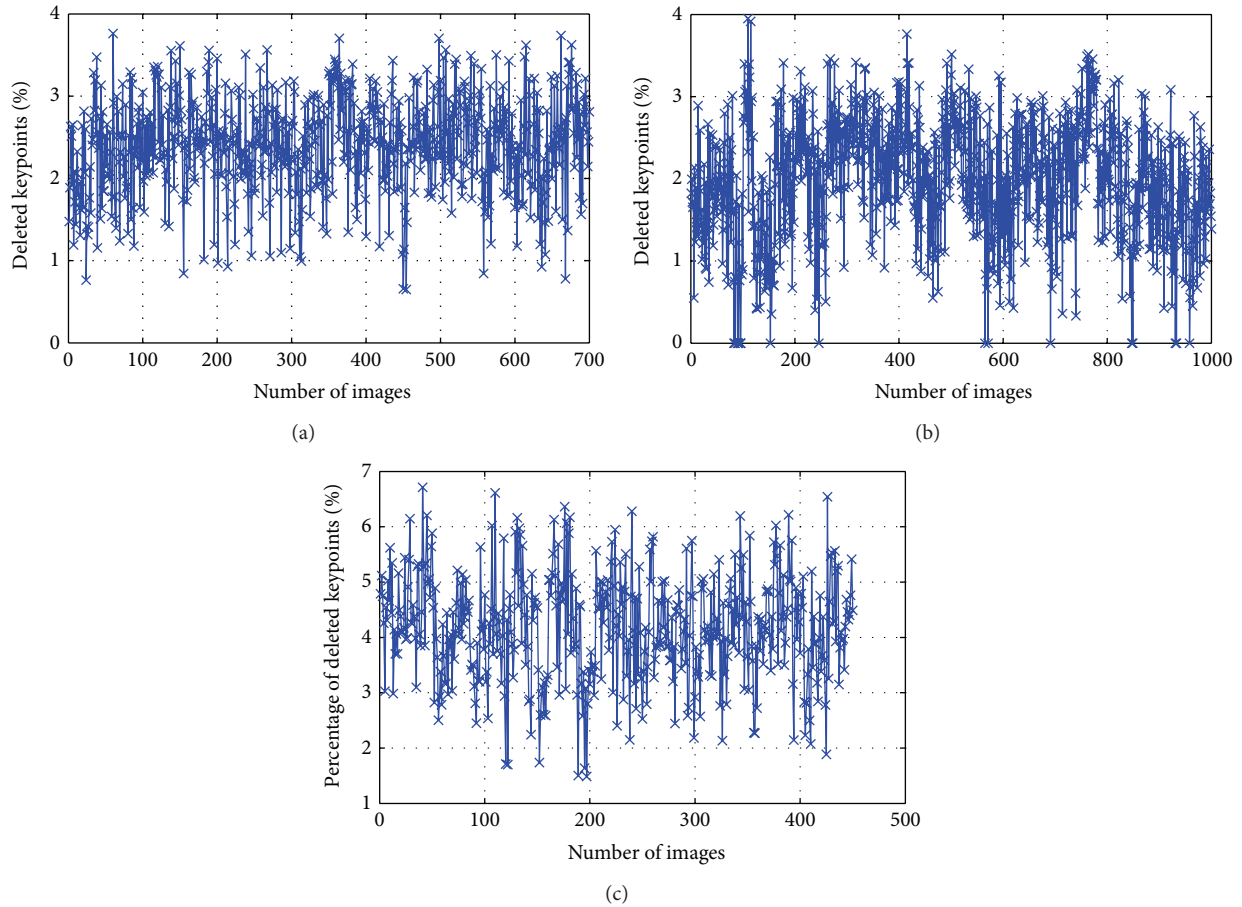 4
3
2
1
0
Deleted keypoints (%)
0 100 200 300 400 500 600 700
Number of images
(a)
4
3
2
1
0
Deleted keypoints (%)
0 200 400 600 800 1000
Number of images
(b)
7
6
5
4
3
2
1
Percentage of deleted keypoints (%)
0 100 200 300 400 500
Number of images
(c)